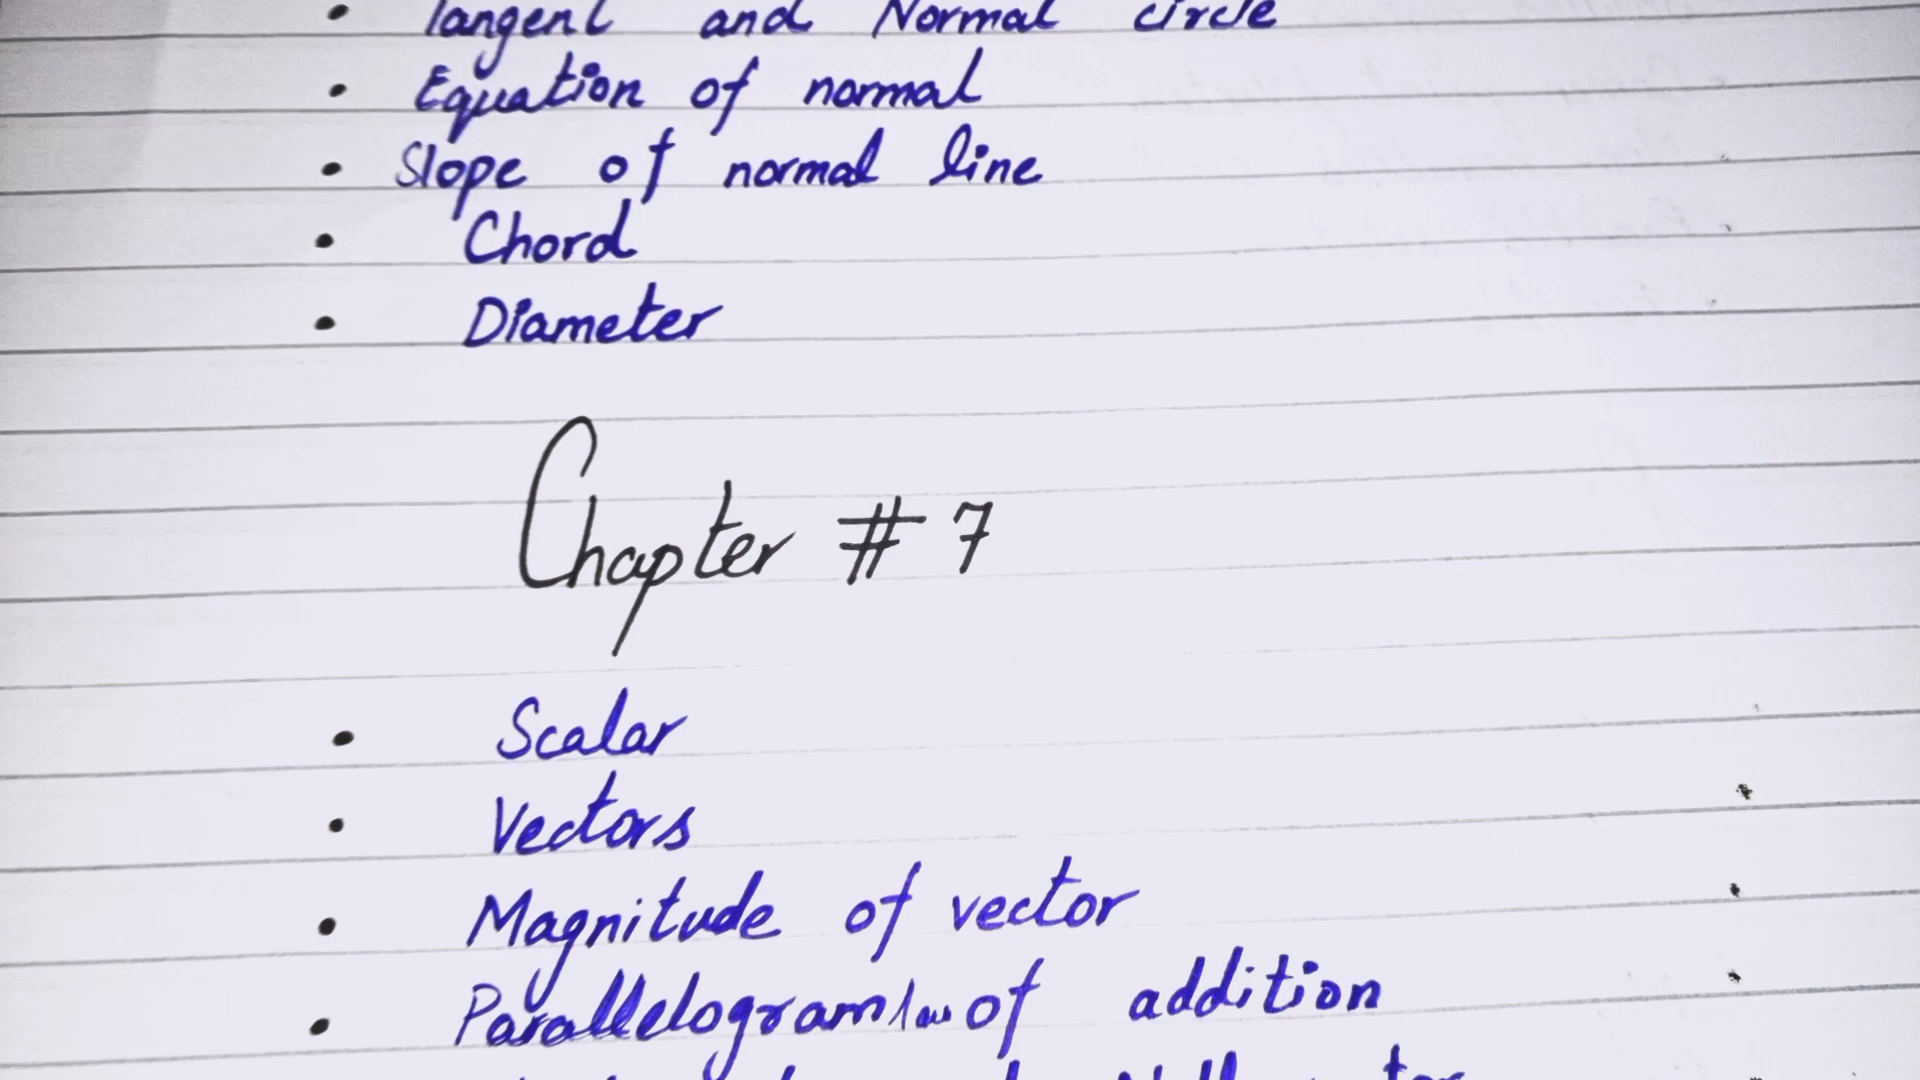 • Tangent and Normal circle
• Equation of normal
• Slope of normal line
• Chord
• Diameter
Chapter # 7
• Scalar
• Vectors
• Magnitude of vector
• Parallelogram law of addition